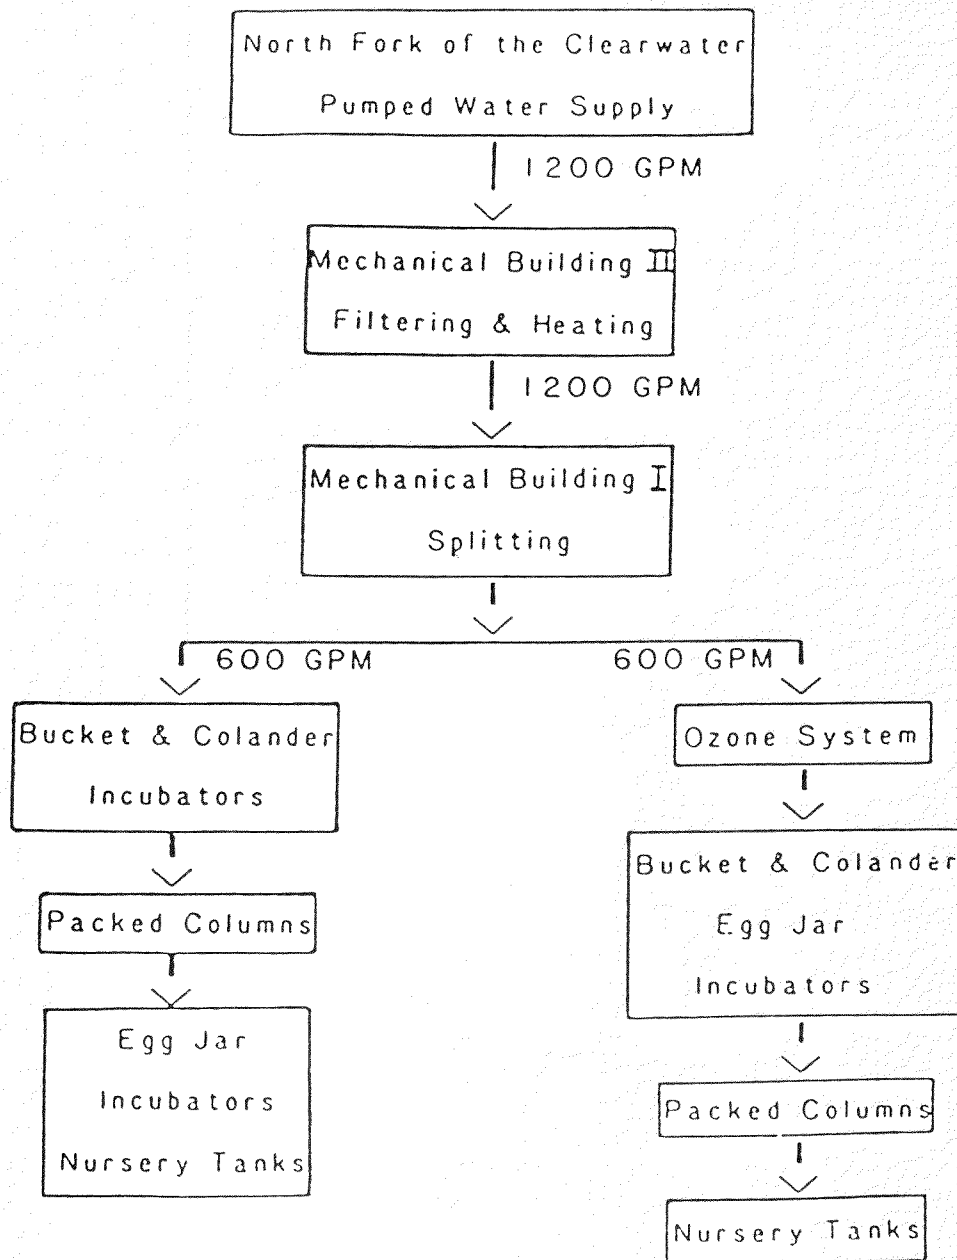 North Fork of the Clearwater
Pumped Water Supply
1200 GPM
Mechanical Building II
Filtering & Heating
1200 GPM
Mechanical Building I
Splitting
600 GPM
600 GPM
Bucket & Colander
Incubators
Packed Columns
Egg Jar
Incubators
Nursery Tanks
Ozone System
Bucket & Colander
Egg Jar
Incubators
Packed Columns
Nursery Tanks